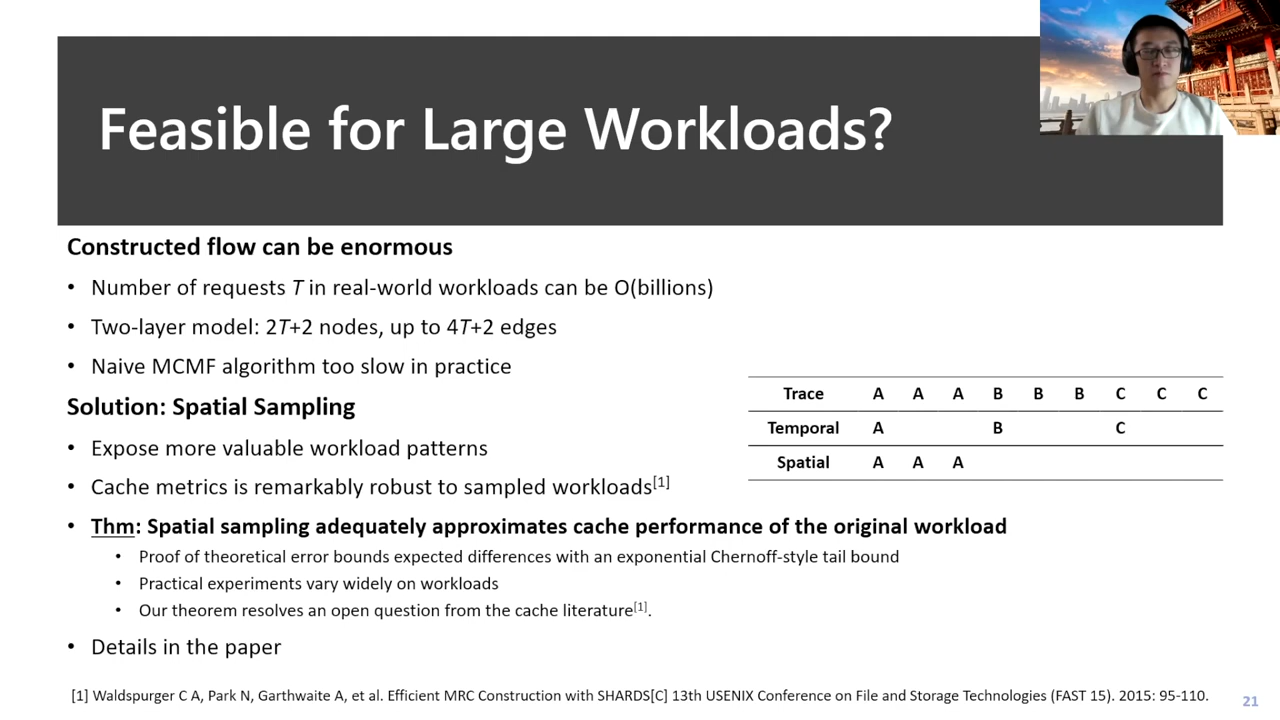 Feasible for Large Workloads?
Constructed flow can be enormous
• Number of requests T in real-world workloads can be O(billions)
• Two-layer model: 2T+2 nodes, up to 4T+2 edges
• Naive MCMF algorithm too slow in practice
Solution: Spatial Sampling
• Expose more valuable workload patterns
• Cache metrics is remarkably robust to sampled workloads[1]
Trace A A A B B B C C C
Temporal A B C
Spatial A A A
• Thm: Spatial sampling adequately approximates cache performance of the original workload
• Proof of theoretical error bounds expected differences with an exponential Chernoff-style tail bound
• Practical experiments vary widely on workloads
• Our theorem resolves an open question from the cache literature[1].
• Details in the paper
[1] Waldspurger C A, Park N, Garthwaite A, et al. Efficient MRC Construction with SHARDS[C] 13th USENIX Conference on File and Storage Technologies (FAST 15). 2015: 95-110.
21